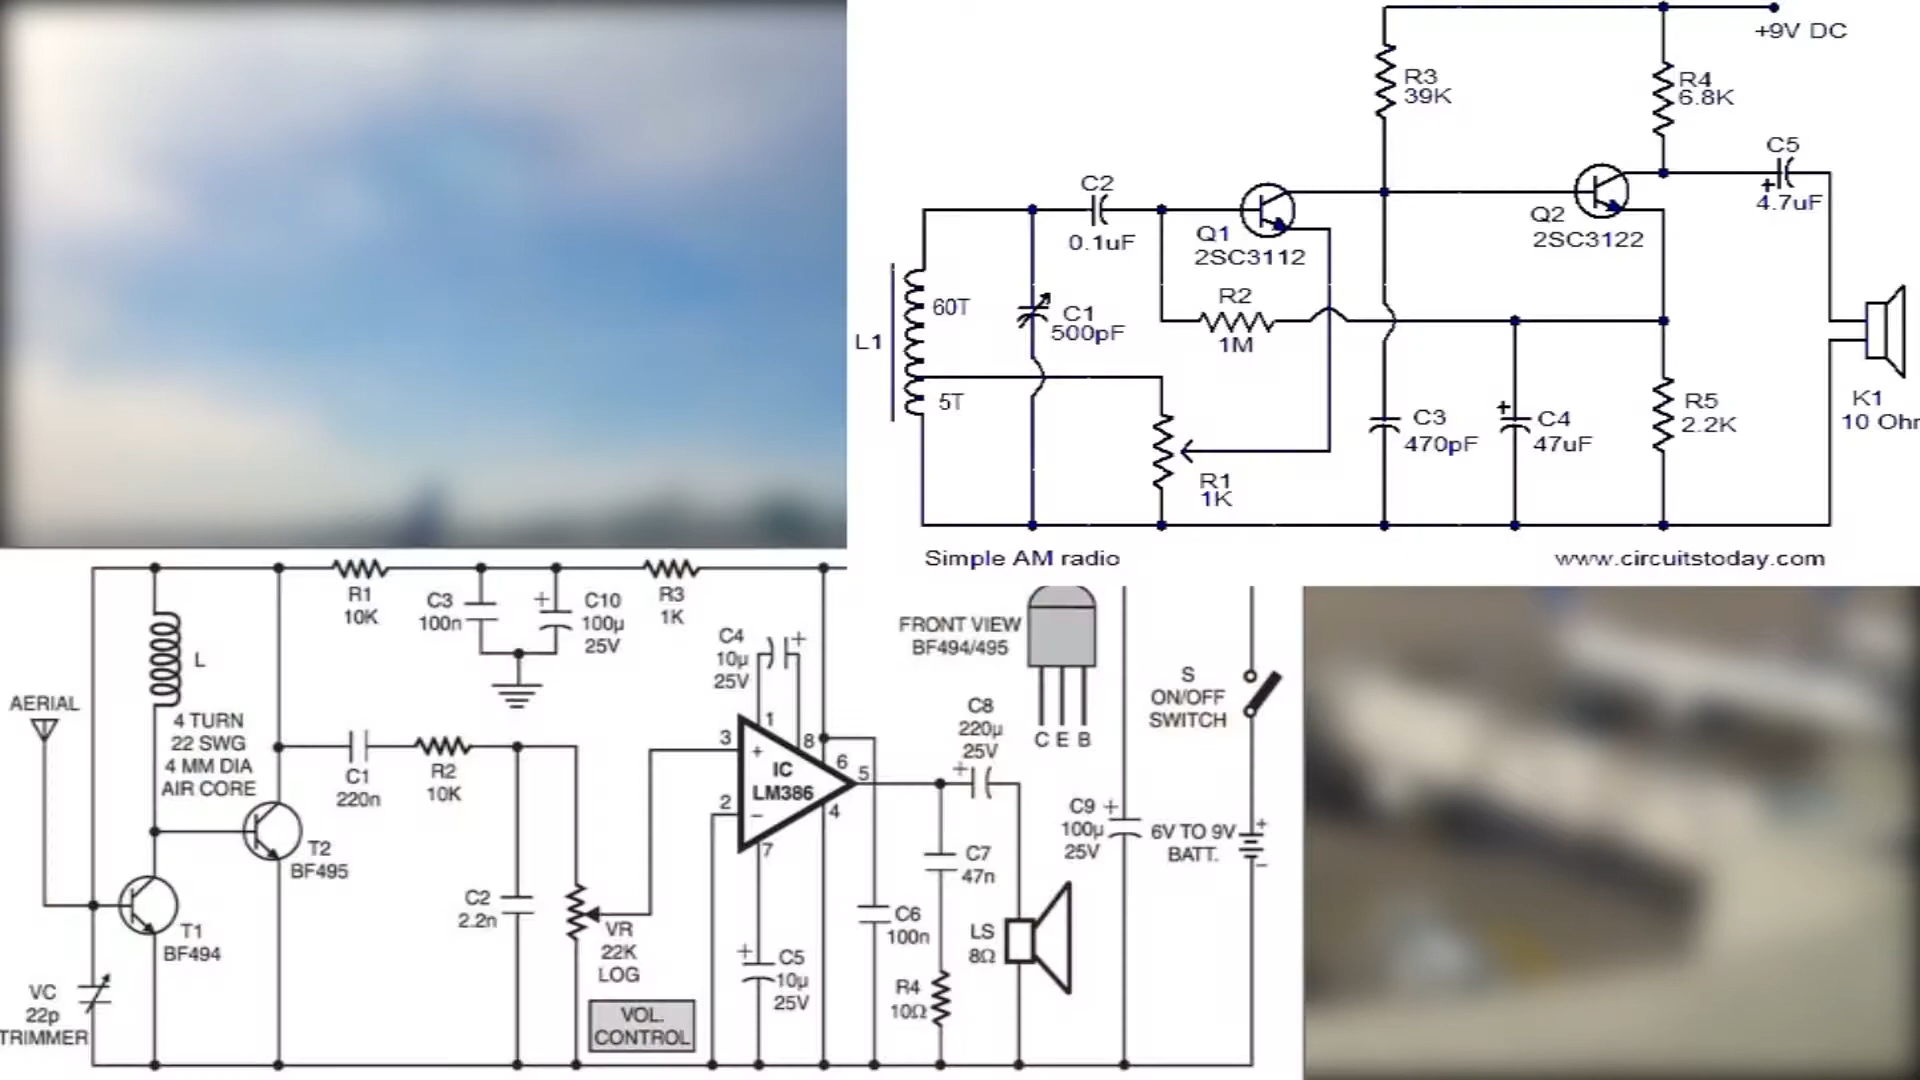 +9V DC
R3
39K
R4
6.8K
C5
+
4.7uF
C2
0.1uF
Q1
2SC3112
Q2
2SC3122
60T
L1
5T
C1
500pF
R2
1M
R1
1K
C3
470pF
+
C4
47uF
R5
2.2K
K1
10 Ohr
Simple AM radio
www.circuitstoday.com
R1
10K
C3
100n
+
C10
100µ
25V
R3
1K
L
AERIAL
4 TURN
22 SWG
4 MM DIA
AIR CORE
C1
220n
R2
10K
T2
BF495
T1
BF494
VC
22p
TRIMMER
C2
2.2n
VR
22K
LOG
VOL.
CONTROL
C4
10µ
25V
+
1
8
3
+
6
5
IC
LM386
2
−
4
7
+
C5
10µ
25V
C6
100n
C8
220µ
25V
+
C7
47n
R4
10Ω
LS
8Ω
FRONT VIEW
BF494/495
C E B
C9
100µ
25V
+
S
ON/OFF
SWITCH
6V TO 9V
BATT.
+
−